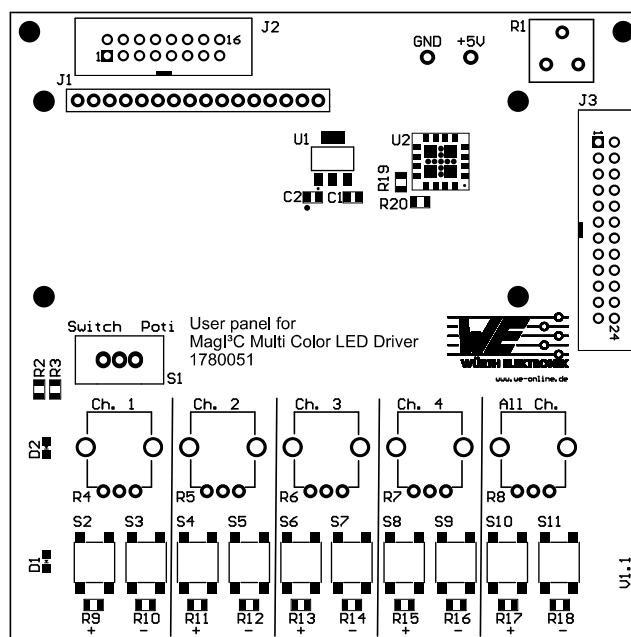 J2
1 16
GND +5V
R1
J1
J3
1
U1
U2
R19
C2 C1
R20
24
Switch Poti
S1
User panel for
MagI³C Multi Color LED Driver
1780051
WE
WÜRTH ELEKTRONIK
www.we-online.de
R2 R3
Ch. 1 Ch. 2 Ch. 3 Ch. 4 All Ch.
D2
R4 R5 R6 R7 R8
S2 S3 S4 S5 S6 S7 S8 S9 S10 S11
D1
V1.1
R9 R10 R11 R12 R13 R14 R15 R16 R17 R18
+ - + - + - + - + -